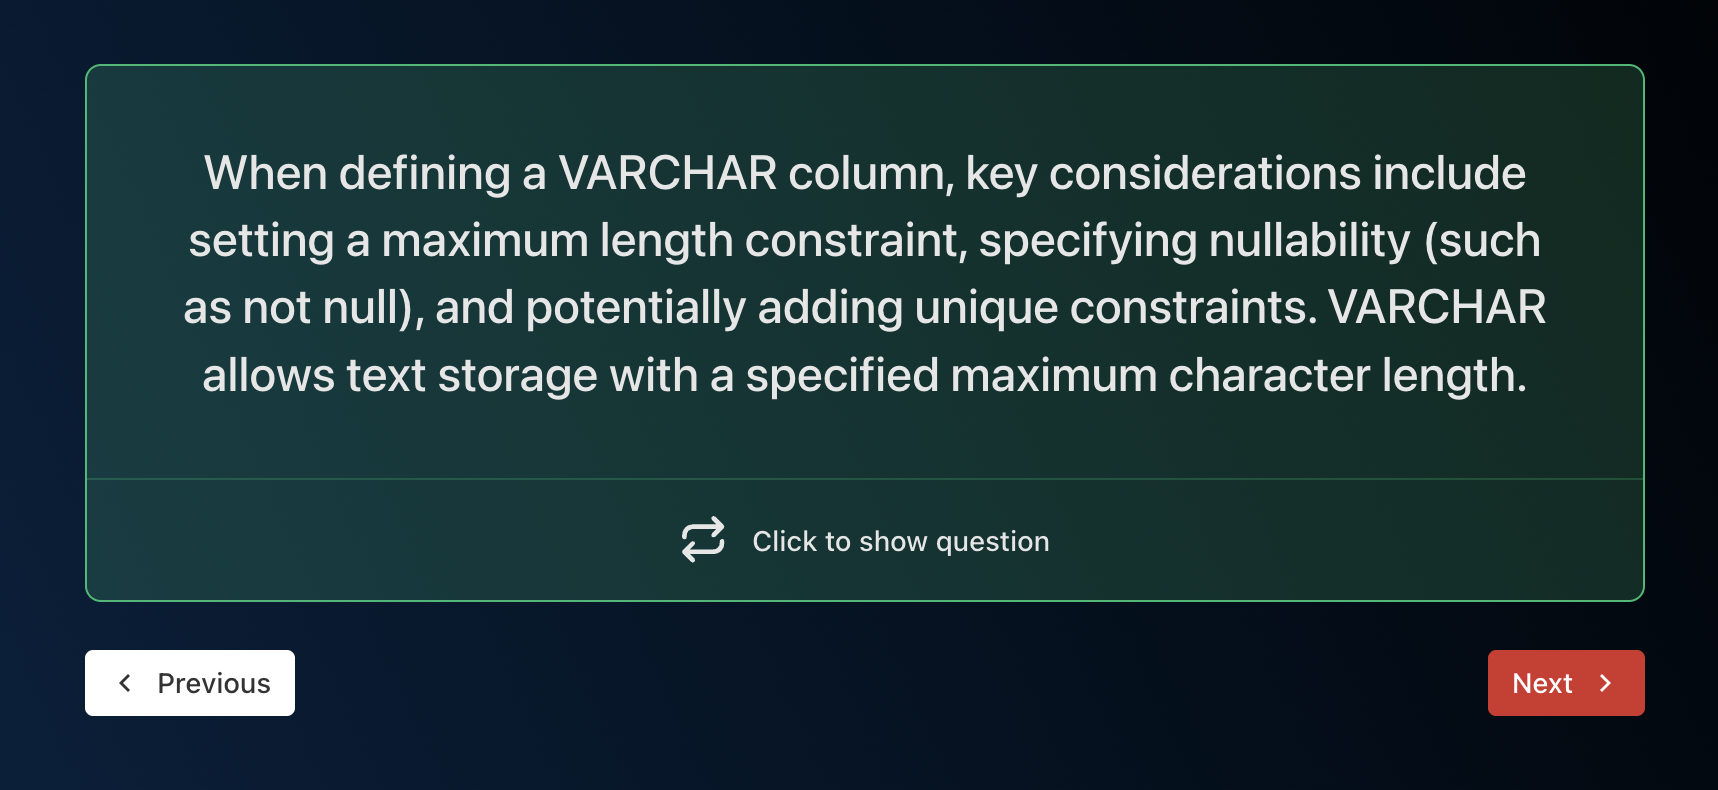 When defining a VARCHAR column, key considerations include
setting a maximum length constraint, specifying nullability (such
as not null), and potentially adding unique constraints. VARCHAR
allows text storage with a specified maximum character length.
Click to show question
Previous
Next